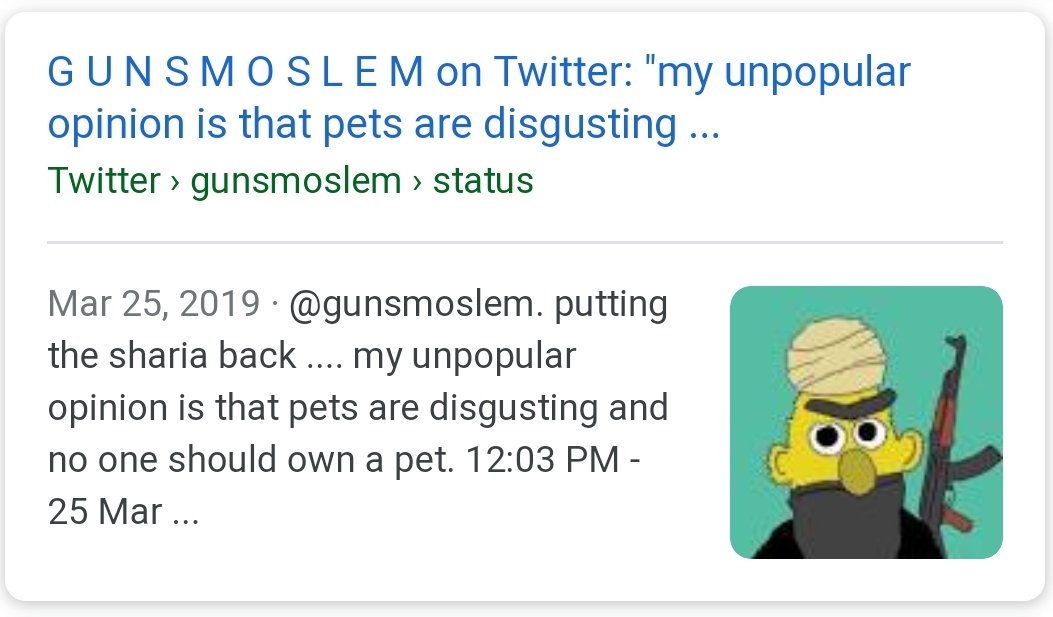 G U N S M O S L E M on Twitter: "my unpopular
opinion is that pets are disgusting ...
Twitter › gunsmoslem › status
Mar 25, 2019 · @gunsmoslem. putting
the sharia back .... my unpopular
opinion is that pets are disgusting and
no one should own a pet. 12:03 PM -
25 Mar ...